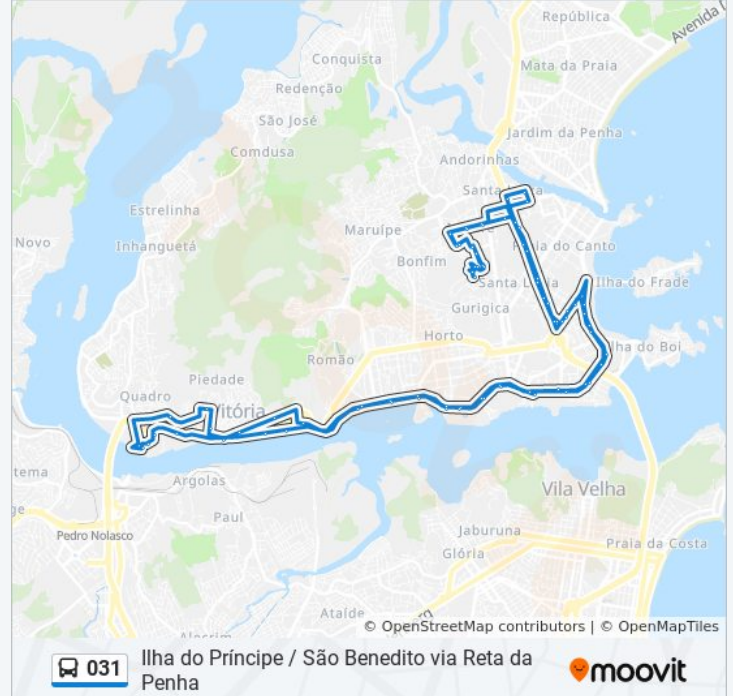 República
Avenida
Conquista
Mata da Praia
Redenção
São José
Jardim da Penha
Comdusa
Andorinhas
Santa
Estrelinha
Maruípe
Novo
Inhanguetá
Praia do Canto
Bonfim
Santa Lúcia
Ilha do Frade
Gurigica
Horto
Ilha do Boi
Romão
Piedade
Quadro
Vitória
Argolas
Vila Velha
Paul
Jaburuna
Pedro Nolasco
Glória
Praia da Costa
Ataíde
Alecrim
© OpenStreetMap contributors | © OpenMapTiles
031
Ilha do Príncipe / São Benedito via Reta da
Penha
moovit